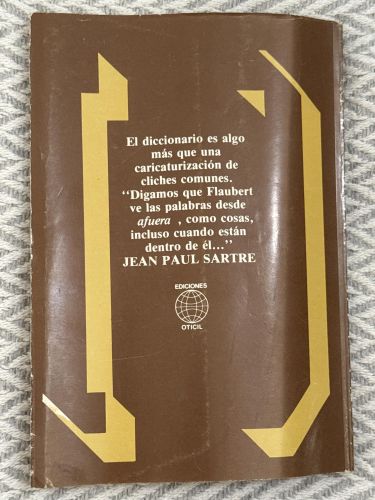 El diccionario es algo
más que una
caricaturización de
cliches comunes.
"Digamos que Flaubert
ve las palabras desde
afuera , como cosas,
incluso cuando están
dentro de él..."
JEAN PAUL SARTRE
EDICIONES
OTICIL